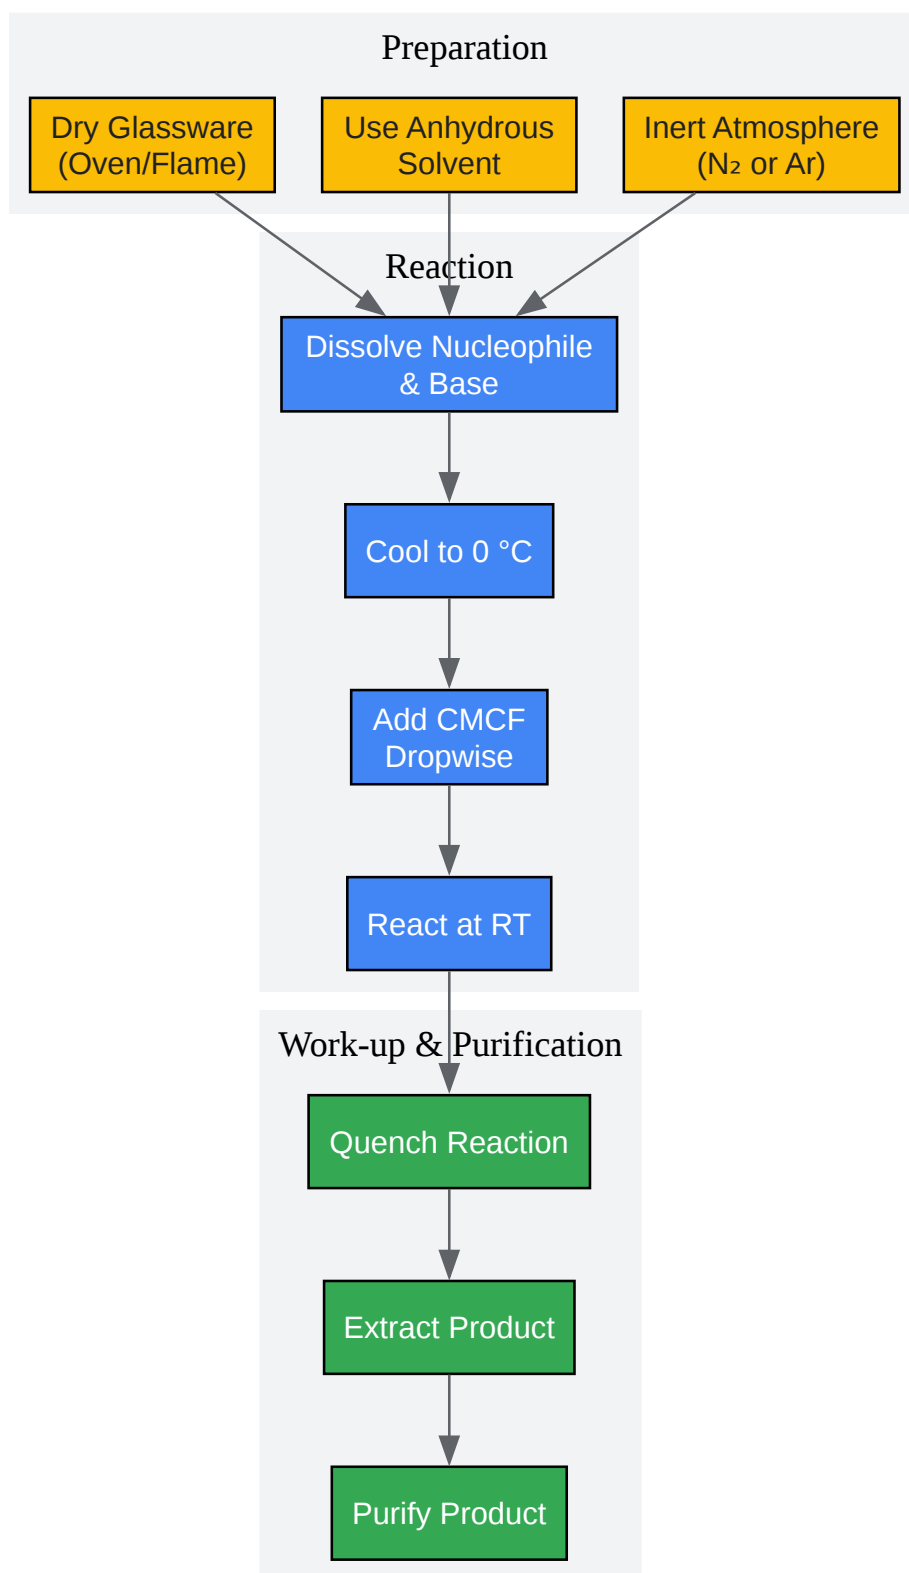 Preparation
Dry Glassware
(Oven/Flame)
Use Anhydrous
Solvent
Inert Atmosphere
(N₂ or Ar)
Reaction
Dissolve Nucleophile
& Base
Cool to 0 °C
Add CMCF
Dropwise
React at RT
Work-up & Purification
Quench Reaction
Extract Product
Purify Product